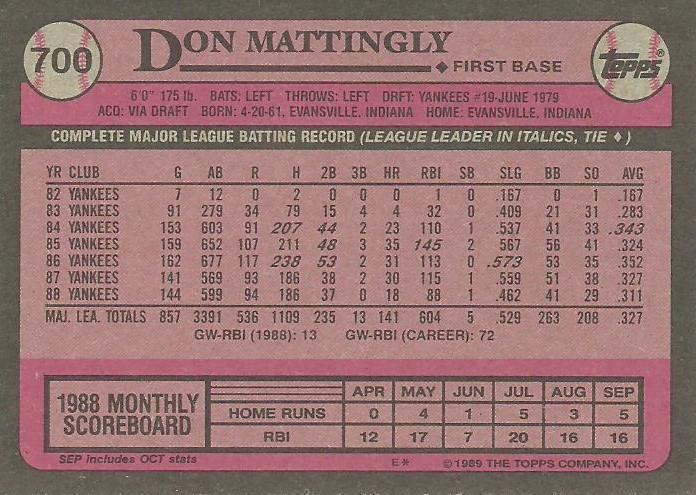 700
DON MATTINGLY
◆ FIRST BASE
TOPPS®
6'0" 175 lb. BATS: LEFT THROWS: LEFT DRFT: YANKEES #19-JUNE 1979
ACQ: VIA DRAFT BORN: 4-20-61, EVANSVILLE, INDIANA HOME: EVANSVILLE, INDIANA
COMPLETE MAJOR LEAGUE BATTING RECORD (LEAGUE LEADER IN ITALICS, TIE ♦)
YR CLUB G AB R H 2B 3B HR RBI SB SLG BB SO AVG
82 YANKEES 7 12 0 2 0 0 0 1 0 .167 0 1 .167
83 YANKEES 91 279 34 79 15 4 4 32 0 .409 21 31 .283
84 YANKEES 153 603 91 207 44 2 23 110 1 .537 41 33 .343
85 YANKEES 159 652 107 211 48 3 35 145 2 .567 56 41 .324
86 YANKEES 162 677 117 238 53 2 31 113 0 .573 53 35 .352
87 YANKEES 141 569 93 186 38 2 30 115 1 .559 51 38 .327
88 YANKEES 144 599 94 186 37 0 18 88 1 .462 41 29 .311
MAJ. LEA. TOTALS 857 3391 536 1109 235 13 141 604 5 .529 263 208 .327
GW-RBI (1988): 13 GW-RBI (CAREER): 72
1988 MONTHLY SCOREBOARD
APR MAY JUN JUL AUG SEP
HOME RUNS 0 4 1 5 3 5
RBI 12 17 7 20 16 16
SEP includes OCT stats E* ©1989 THE TOPPS COMPANY, INC.